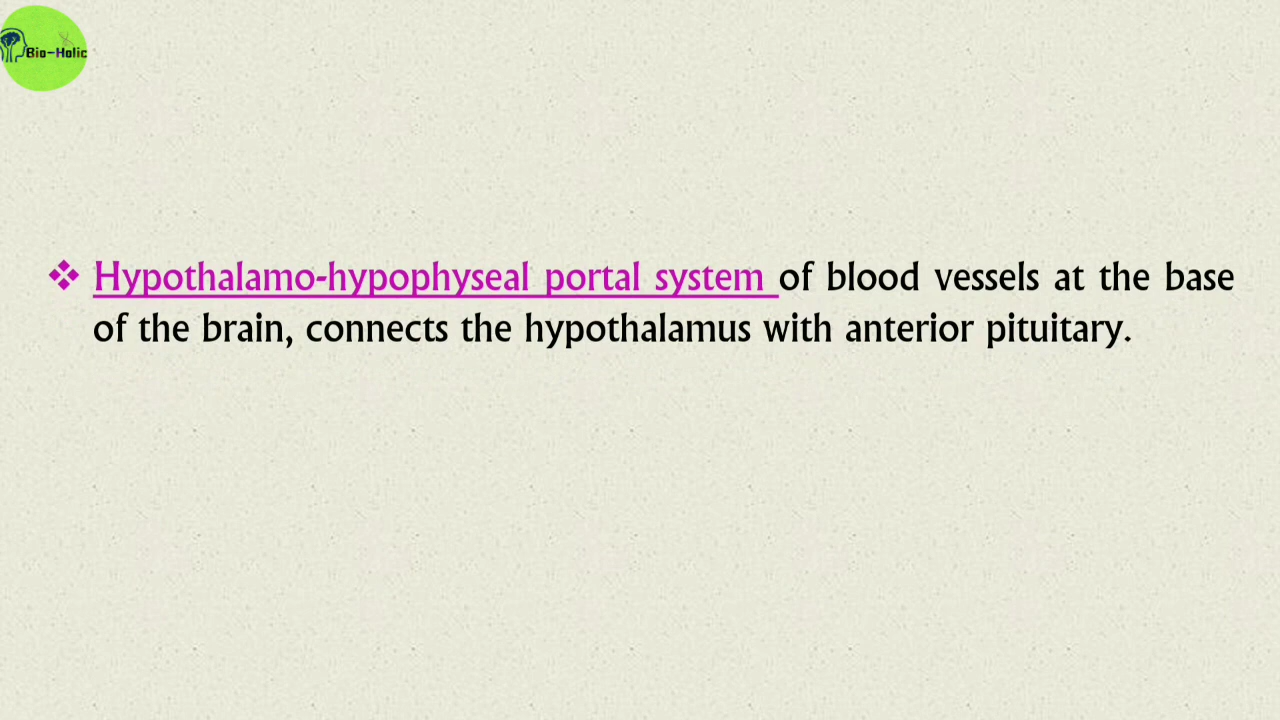 Bio-Holic
❖ Hypothalamo-hypophyseal portal system of blood vessels at the base
of the brain, connects the hypothalamus with anterior pituitary.